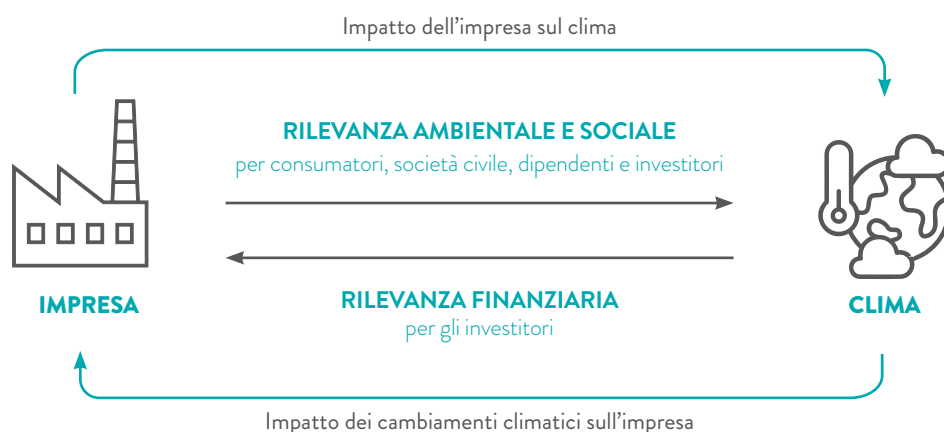 Impatto dell’impresa sul clima
RILEVANZA AMBIENTALE E SOCIALE
per consumatori, società civile, dipendenti e investitori
IMPRESA
CLIMA
RILEVANZA FINANZIARIA
per gli investitori
Impatto dei cambiamenti climatici sull’impresa